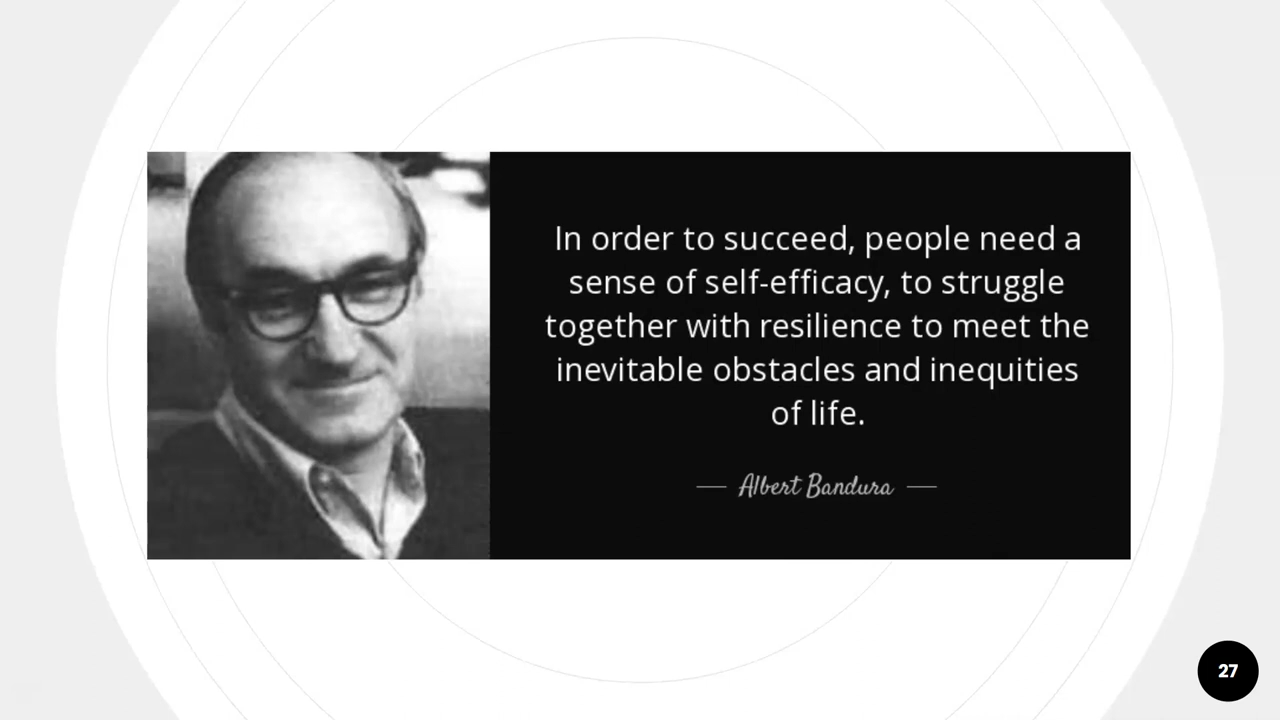 In order to succeed, people need a
sense of self-efficacy, to struggle
together with resilience to meet the
inevitable obstacles and inequities
of life.
Albert Bandura
27